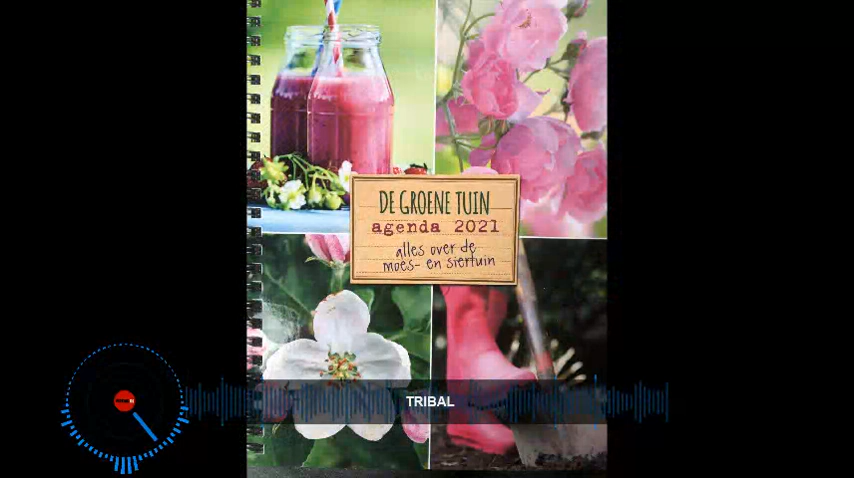 DE GROENE TUIN
agenda 2021
alles over de
moes- en siertuin
TRIBAL